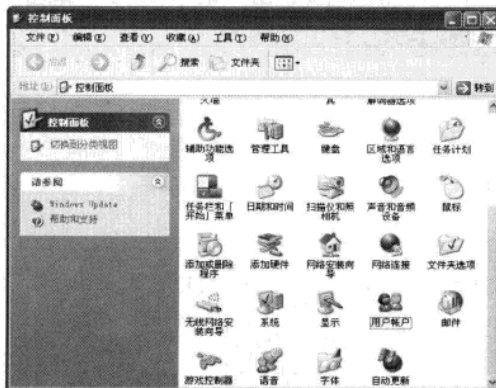 控制面板
文件(F) 编辑(E) 查看(V) 收藏(A) 工具(T) 帮助(H)
搜索 文件夹
地址(D) 控制面板 转到
控制面板
切换到分类视图
请参阅
Windows Update
帮助和支持
辅助功能选项
管理工具
键盘
区域和语言选项
任务计划
任务栏和「开始」菜单
日期和时间
扫描仪和照相机
声音和音频设备
鼠标
添加或删除程序
添加硬件
网络安装向导
网络连接
文件夹选项
无线网络安装向导
系统
显示
用户帐户
邮件
游戏控制器
语音
字体
自动更新